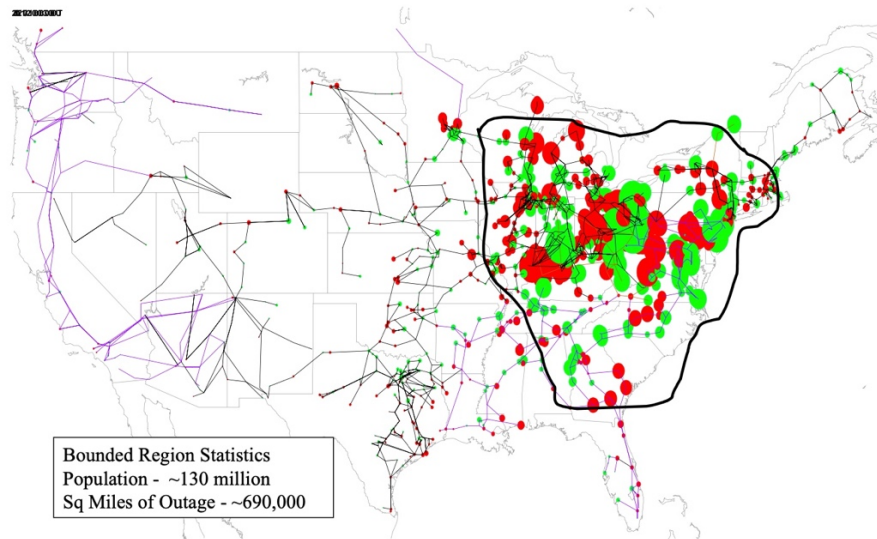 Bounded Region Statistics
Population -  ~130 million
Sq Miles of Outage - ~690,000